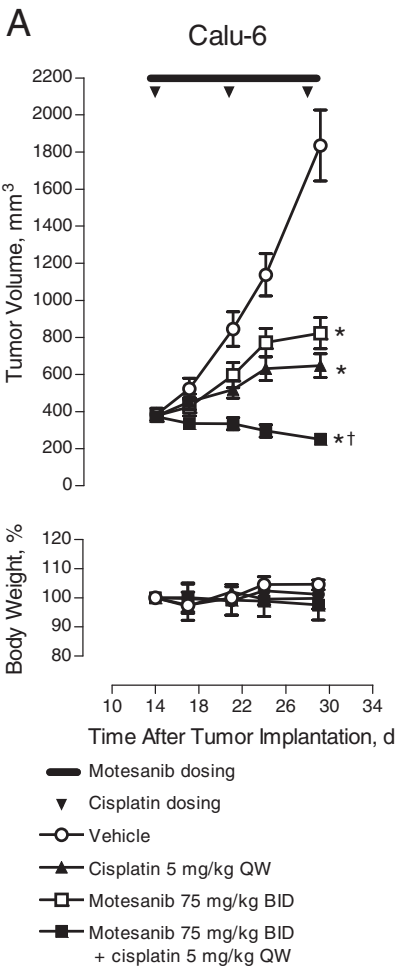 A
Calu-6
Tumor Volume, mm³
2200
2000
1800
1600
1400
1200
1000
800
600
400
200
0
*
*
*†
Body Weight, %
120
110
100
90
80
10 14 18 22 26 30 34
Time After Tumor Implantation, d
Motesanib dosing
Cisplatin dosing
Vehicle
Cisplatin 5 mg/kg QW
Motesanib 75 mg/kg BID
Motesanib 75 mg/kg BID
+ cisplatin 5 mg/kg QW